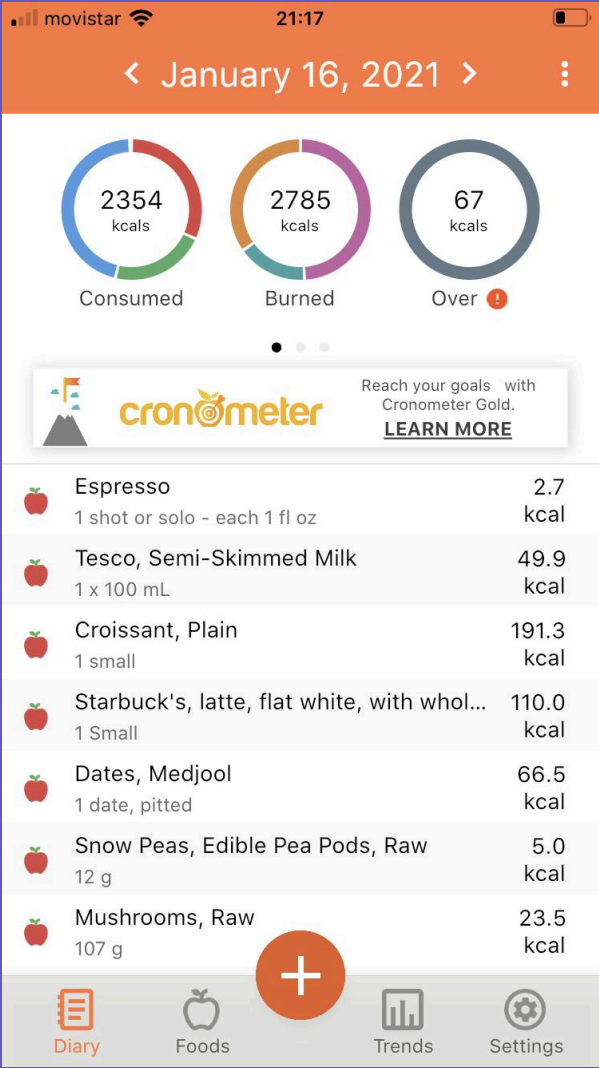 movistar
21:17
January 16, 2021
2354
kcals
2785
kcals
67
kcals
Consumed
Burned
Over
cronometer
Reach your goals with
Cronometer Gold.
LEARN MORE
Espresso
2.7
1 shot or solo - each 1 fl oz
kcal
Tesco, Semi-Skimmed Milk
49.9
1 x 100 mL
kcal
Croissant, Plain
191.3
1 small
kcal
Starbuck's, latte, flat white, with whol...
110.0
1 Small
kcal
Dates, Medjool
66.5
1 date, pitted
kcal
Snow Peas, Edible Pea Pods, Raw
5.0
12 g
kcal
Mushrooms, Raw
23.5
107 g
kcal
Diary
Foods
Trends
Settings